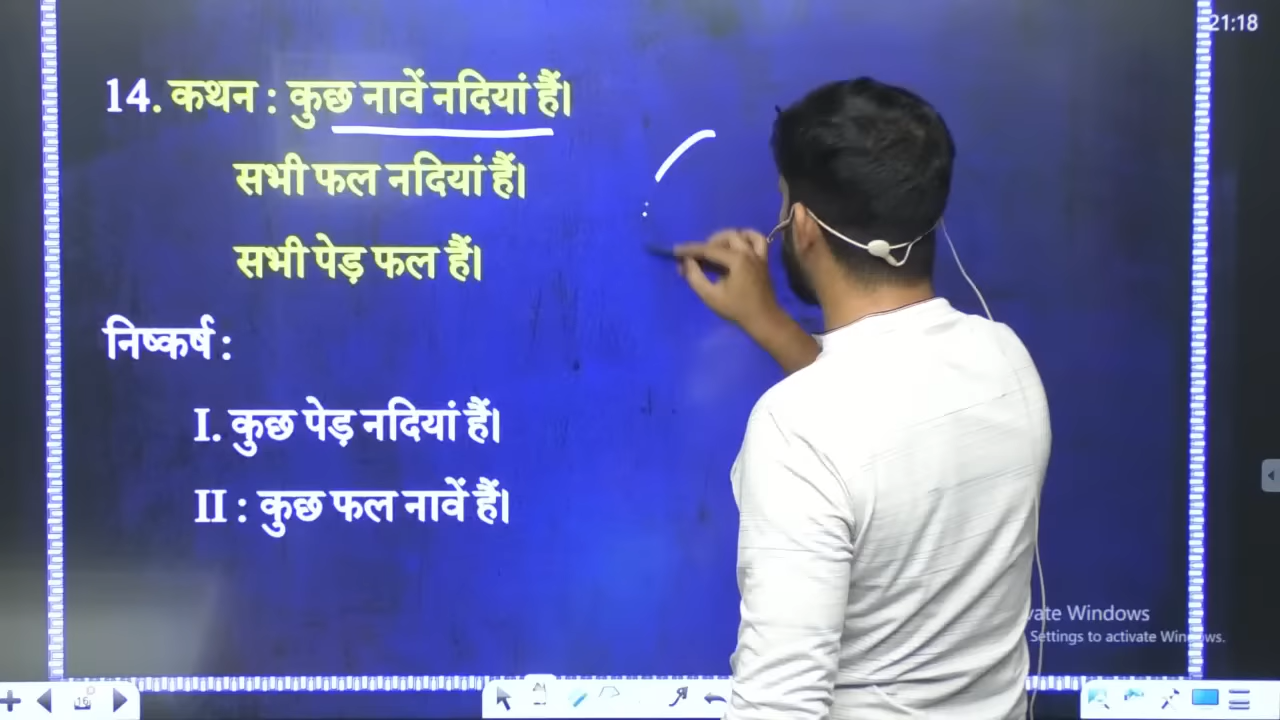 21:18
14. कथन : कुछ नावें नदियां हैं।
सभी फल नदियां हैं।
सभी पेड़ फल हैं।
निष्कर्ष :
I. कुछ पेड़ नदियां हैं।
II : कुछ फल नावें हैं।
vate Windows
Settings to activate Windows.